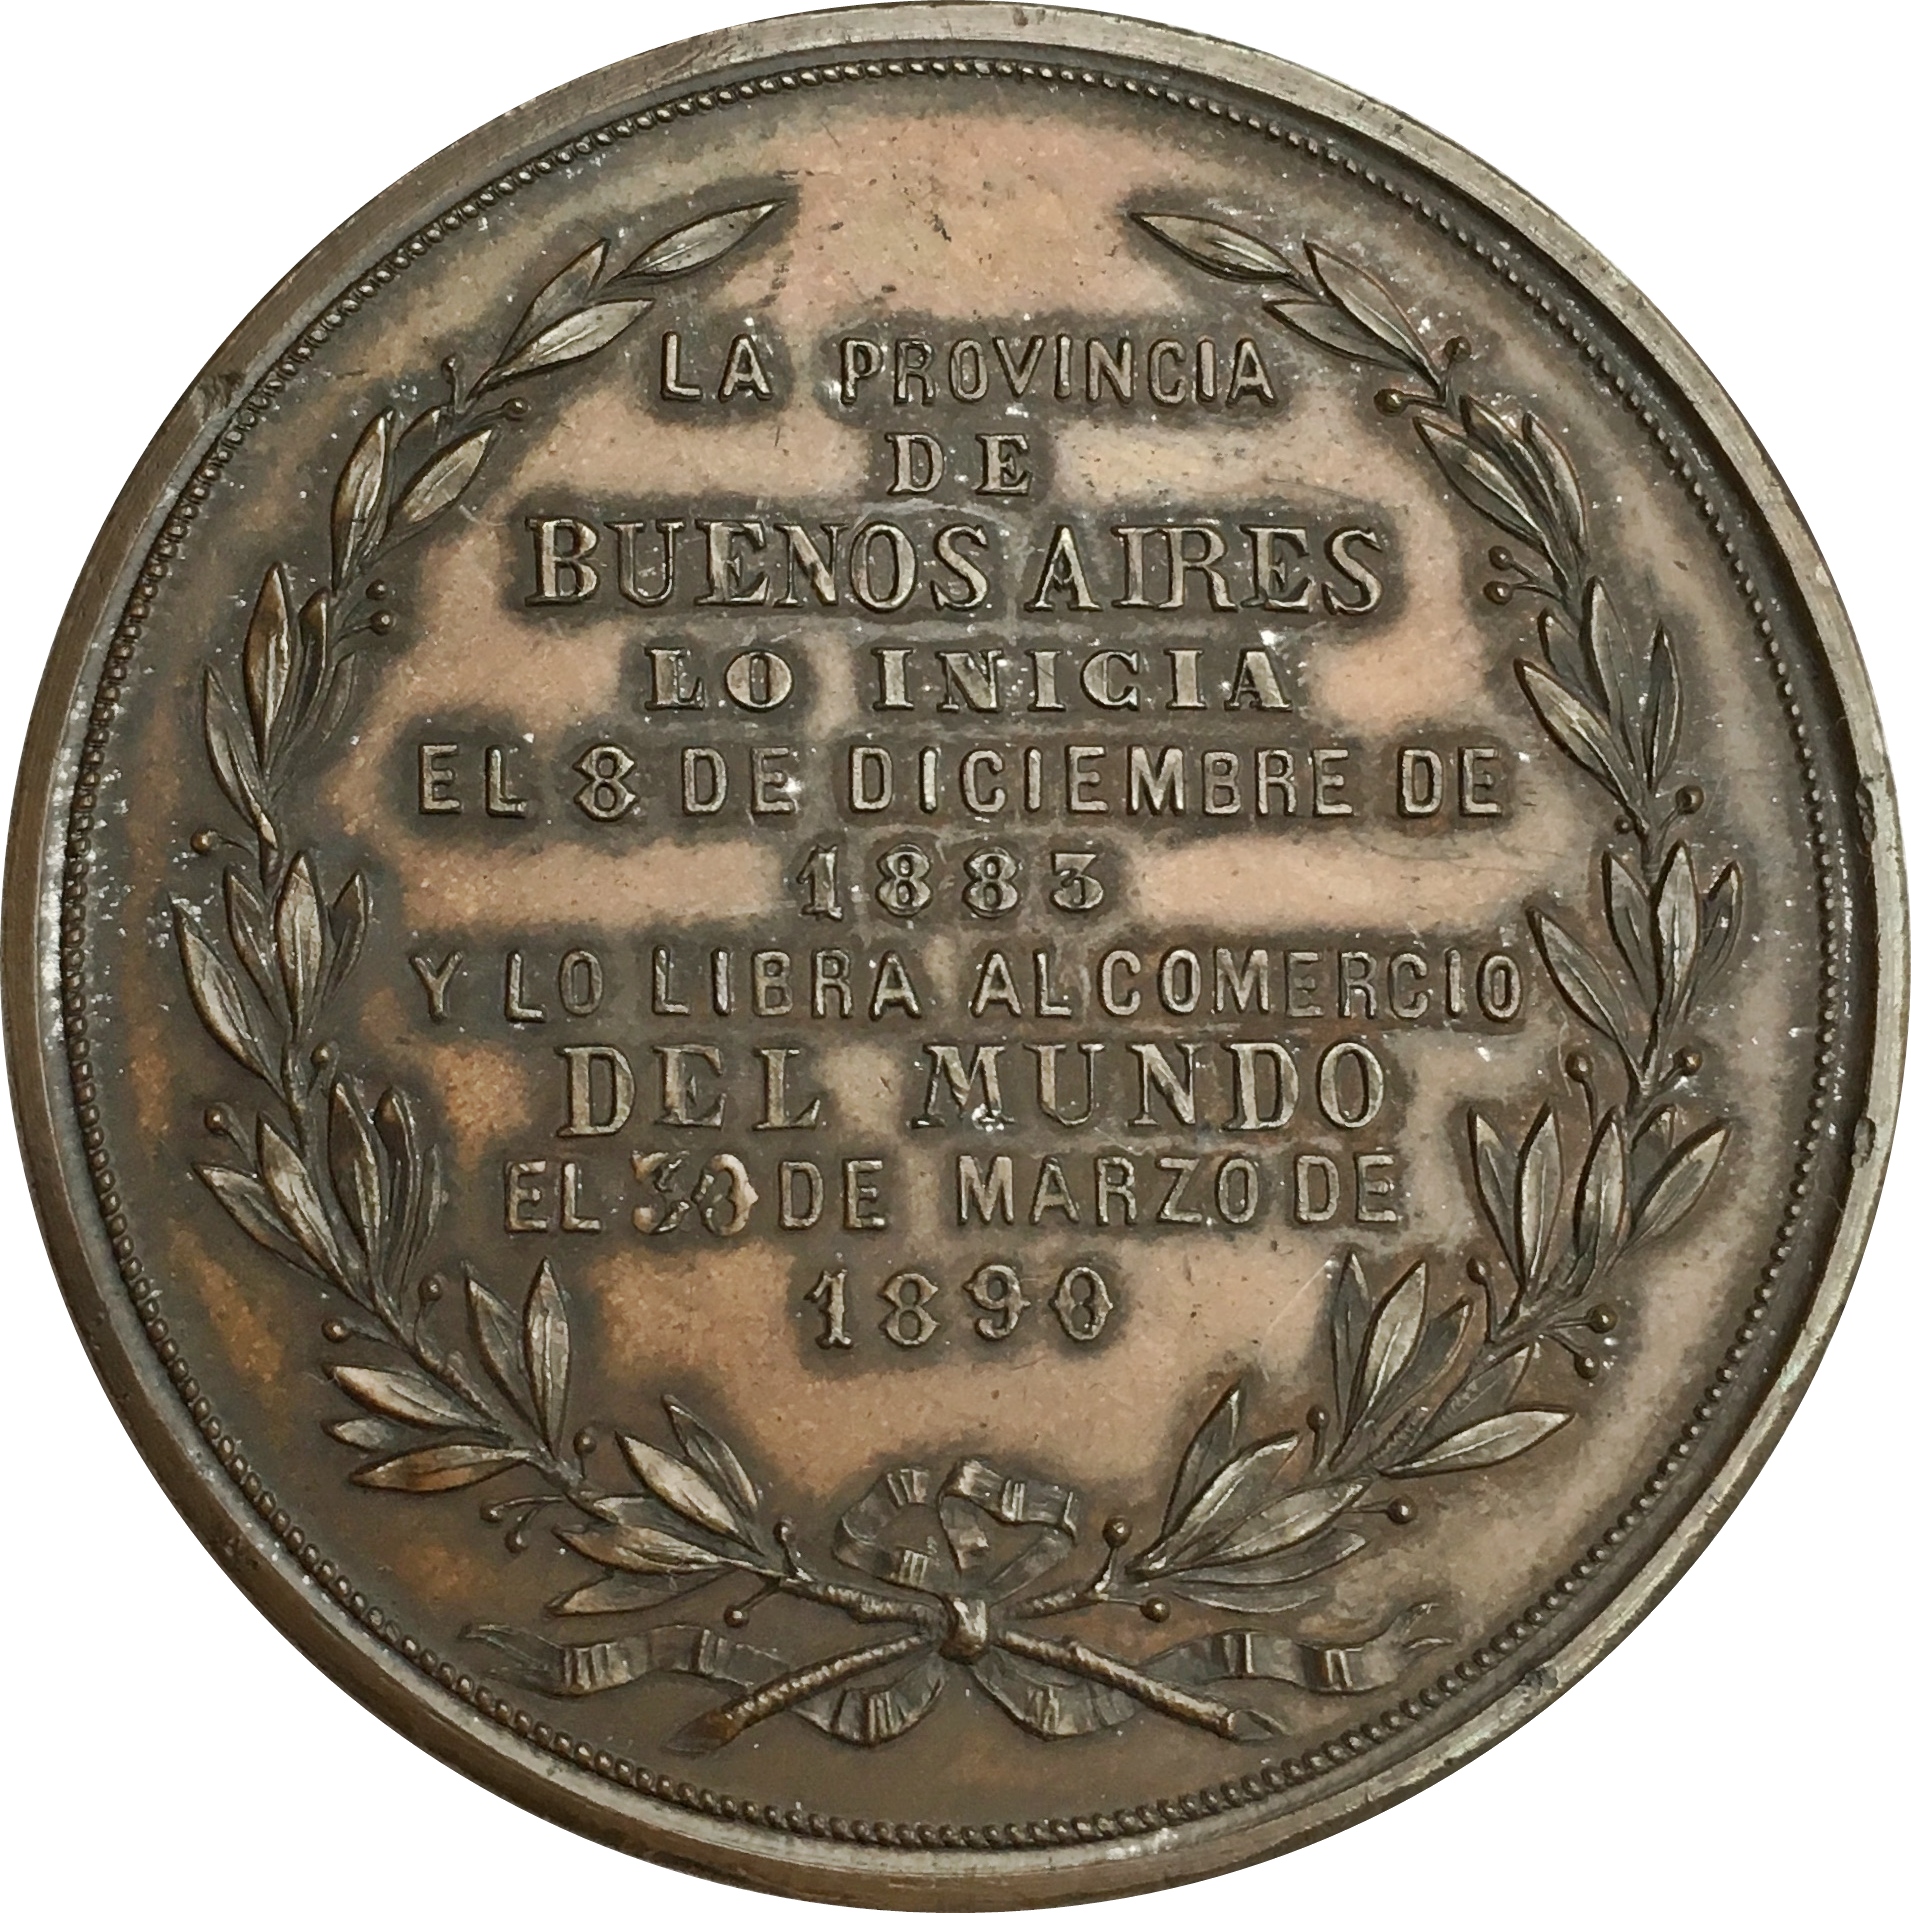 LA PROVINCIA
DE
BUENOS AIRES
LO INICIA
EL 8 DE DICIEMBRE DE
1883
Y LO LIBRA AL COMERCIO
DEL MUNDO
EL 30 DE MARZO DE
1890